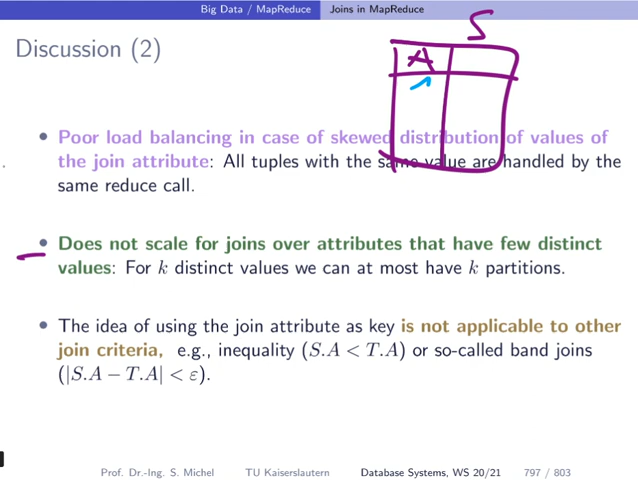 Big Data / MapReduce Joins in MapReduce
S
Discussion (2)
A
• Poor load balancing in case of skewed distribution of values of
the join attribute: All tuples with the same value are handled by the
same reduce call.
• Does not scale for joins over attributes that have few distinct
values: For k distinct values we can at most have k partitions.
• The idea of using the join attribute as key is not applicable to other
join criteria, e.g., inequality (S.A < T.A) or so-called band joins
(|S.A − T.A| < ε).
Prof. Dr.-Ing. S. Michel TU Kaiserslautern Database Systems, WS 20/21 797 / 803